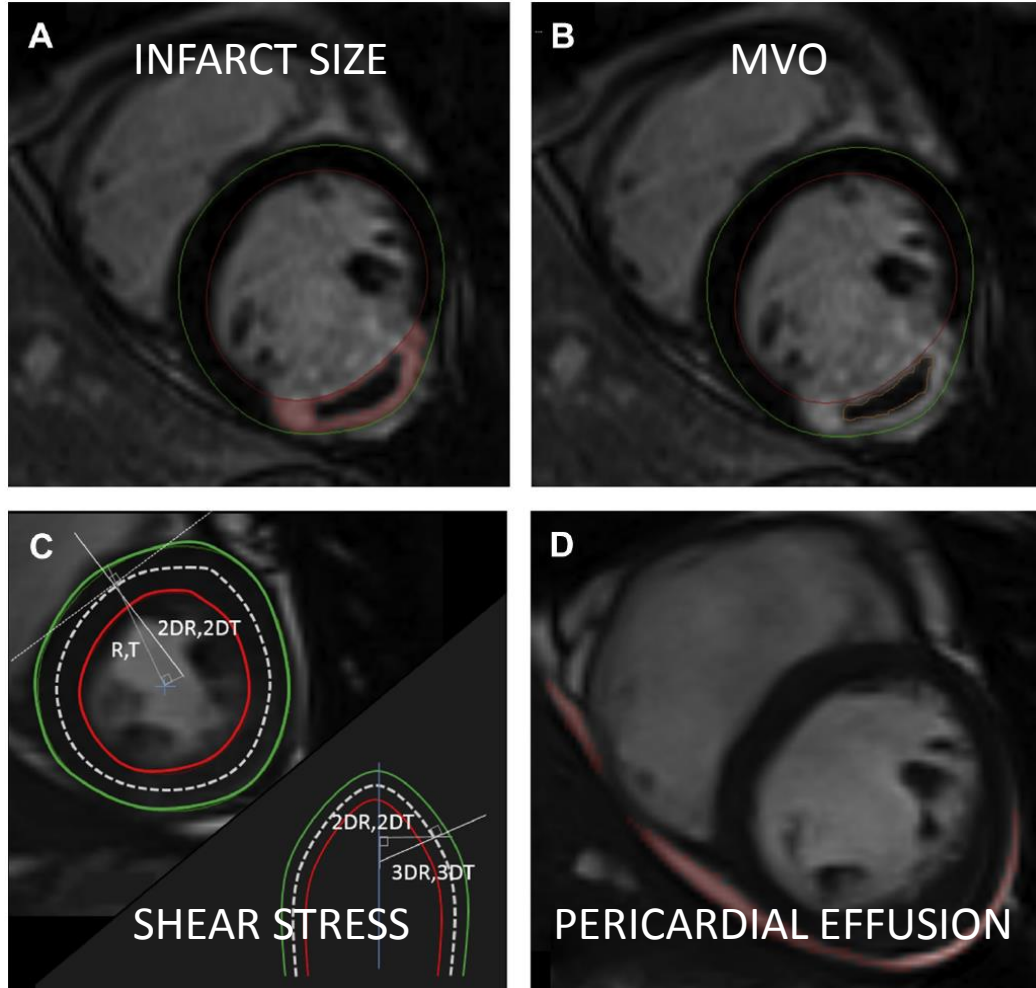 A
INFARCT SIZE
B
MVO
C
2DR,2DT
R,T
2DR,2DT
3DR,3DT
SHEAR STRESS
D
PERICARDIAL EFFUSION